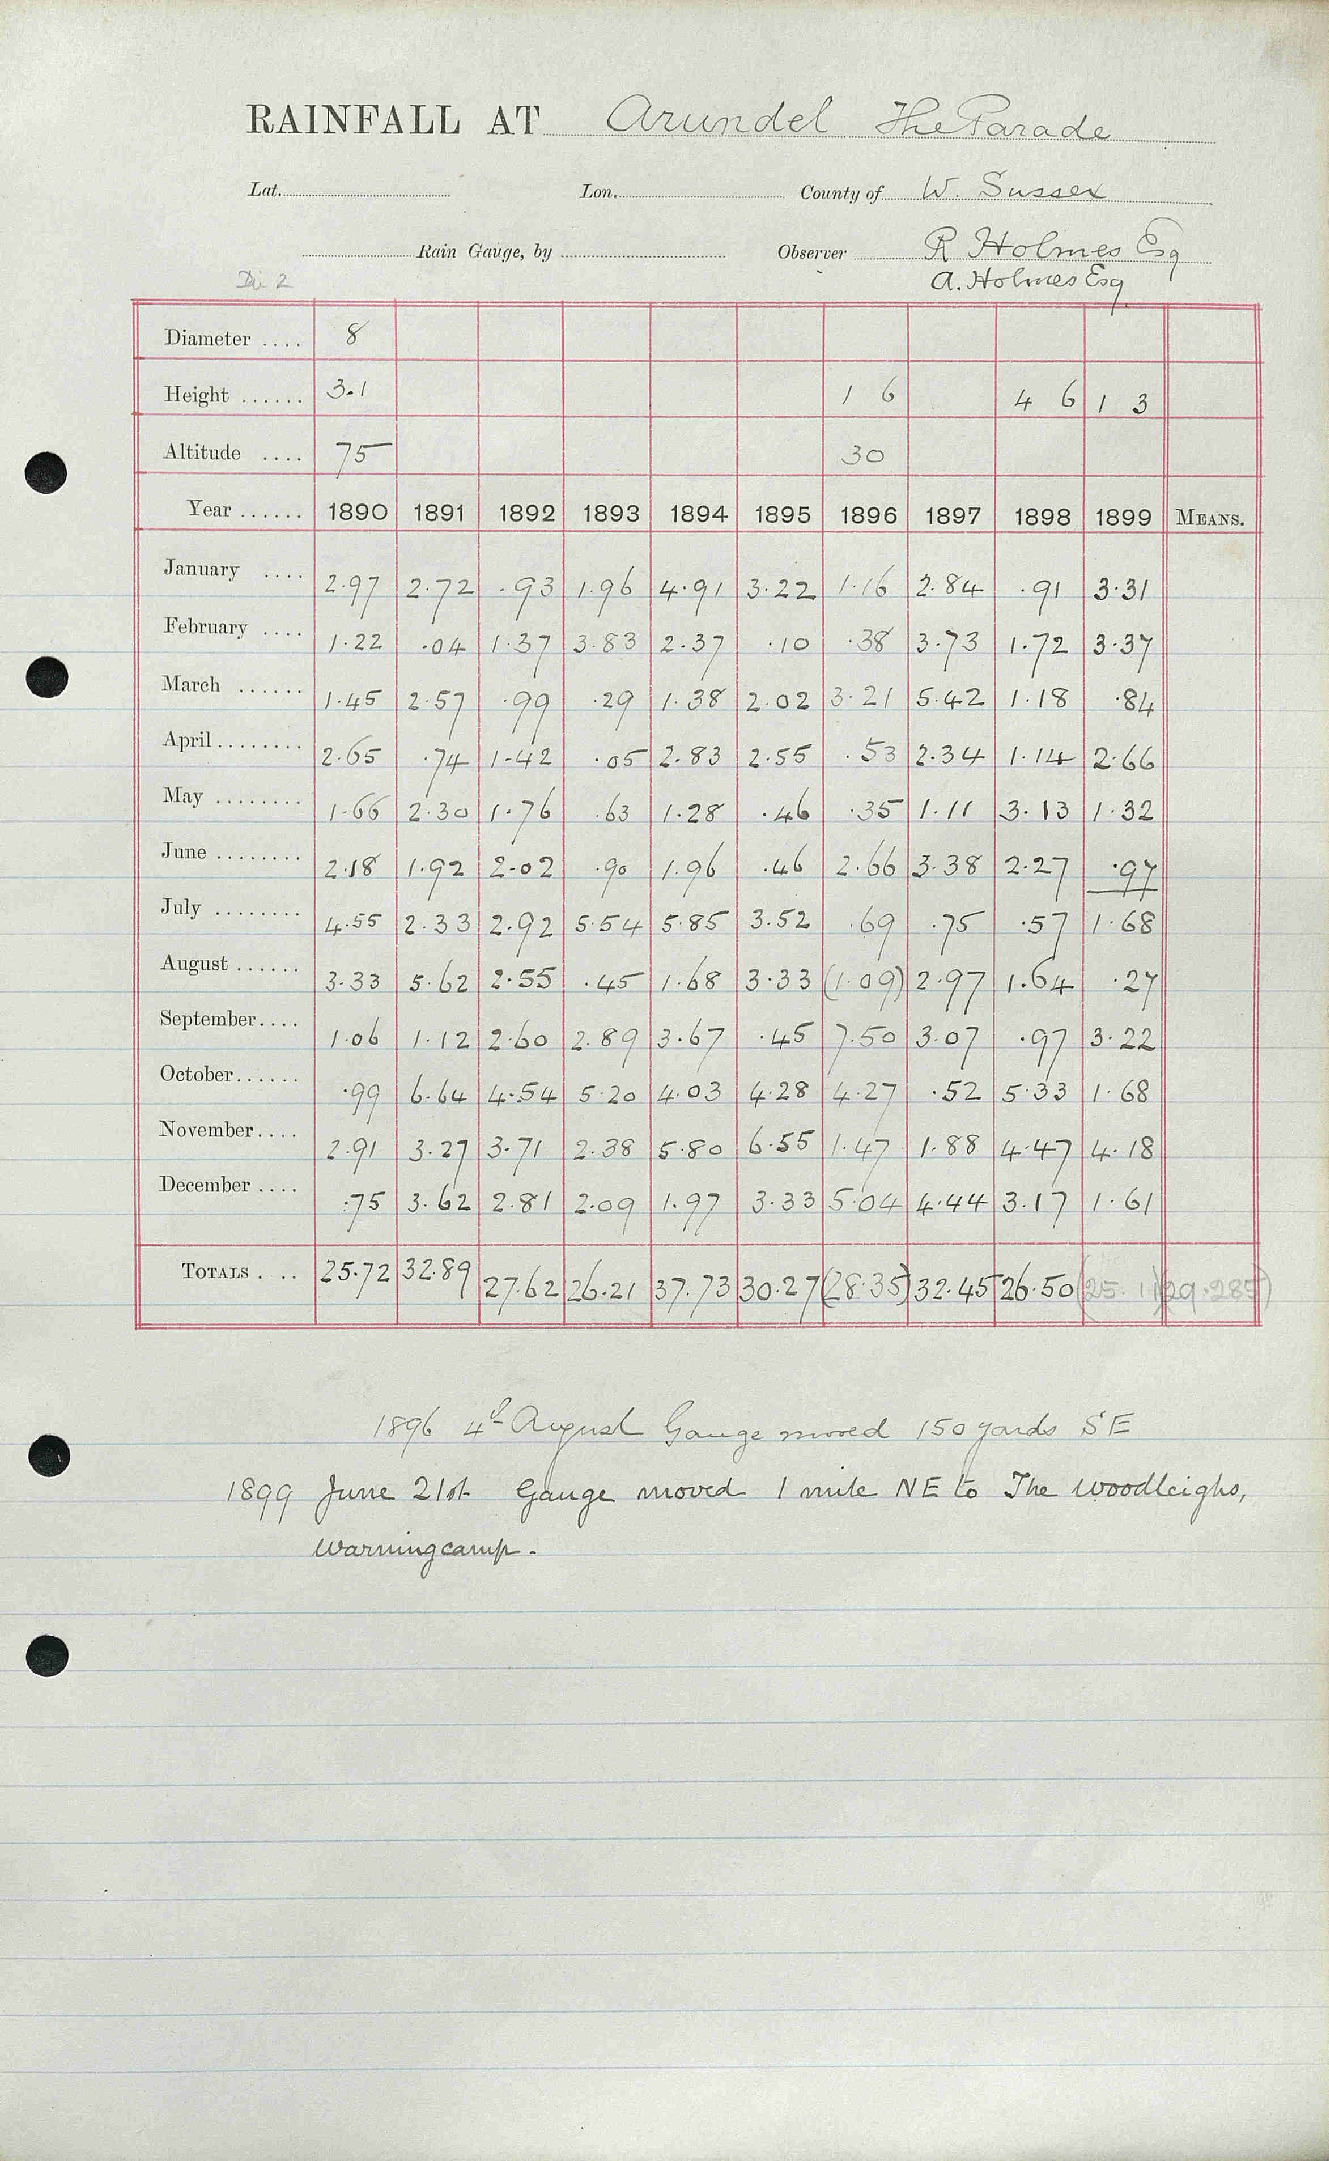 RAINFALL AT Arundel The Parade
Lat. Lon. County of W. Sussex
Rain Gauge, by Observer R Holmes Esq
A. Holmes Esq
Diameter .... 8
Height ...... 3.1 1 6 4 6 1 3
Altitude .... 75 30
Year ...... 1890 1891 1892 1893 1894 1895 1896 1897 1898 1899 MEANS.
January .... 2.97 2.72 .93 1.96 4.91 3.22 1.16 2.84 .91 3.31
February .... 1.22 .04 1.37 3.83 2.37 .10 .38 3.73 1.72 3.37
March ...... 1.45 2.57 .99 .29 1.38 2.02 3.21 5.42 1.18 .84
April ........ 2.65 .74 1.42 .05 2.83 2.55 .53 2.34 1.14 2.66
May ........ 1.66 2.30 1.76 .63 1.28 .46 .35 1.11 3.13 1.32
June ........ 2.18 1.92 2.02 .90 1.96 .46 2.66 3.38 2.27 .97
July ........ 4.55 2.33 2.92 5.54 5.85 3.52 .69 .75 .57 1.68
August ...... 3.33 5.62 2.55 .45 1.68 3.33 (1.09) 2.97 1.64 .27
September.... 1.06 1.12 2.60 2.89 3.67 .45 7.50 3.07 .97 3.22
October...... .99 6.64 4.54 5.20 4.03 4.28 4.27 .52 5.33 1.68
November.... 2.91 3.27 3.71 2.38 5.80 6.55 1.47 1.88 4.47 4.18
December .... .75 3.62 2.81 2.09 1.97 3.33 5.04 4.44 3.17 1.61
TOTALS . .. 25.72 32.89 27.62 26.21 37.73 30.27 (28.35) 32.45 26.50 (25.11) (29.285)
1896 4th August Gauge moved 150 yards SE
1899 June 21st Gauge moved 1 mile NE to The Woodleighs,
Warningcamp.